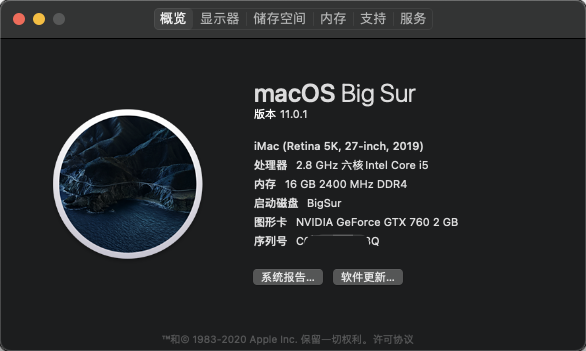 概览 显示器 储存空间 内存 支持 服务
macOS Big Sur
版本 11.0.1
iMac (Retina 5K, 27-inch, 2019)
处理器 2.8 GHz 六核Intel Core i5
内存 16 GB 2400 MHz DDR4
启动磁盘 BigSur
图形卡 NVIDIA GeForce GTX 760 2 GB
序列号
系统报告... 软件更新...
™和© 1983-2020 Apple Inc. 保留一切权利。许可协议